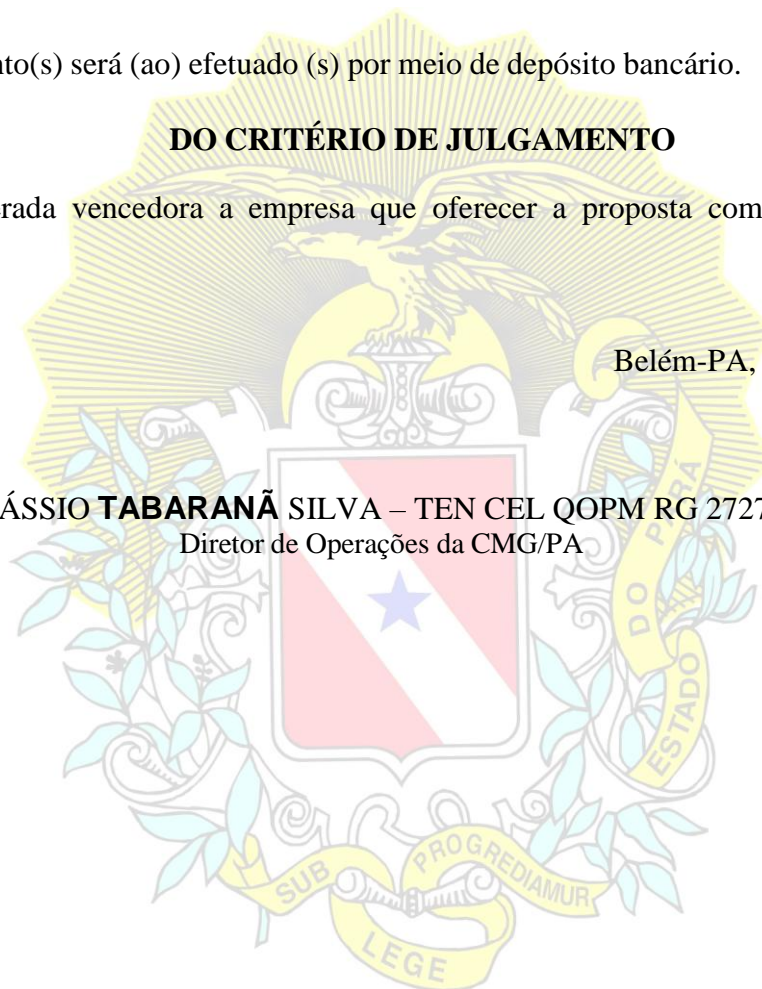 nto(s) será (ao) efetuado (s) por meio de depósito bancário.
DO CRITÉRIO DE JULGAMENTO
rada vencedora a empresa que oferecer a proposta com
Belém-PA,
ÁSSIO TABARANÃ SILVA – TEN CEL QOPM RG 2727
Diretor de Operações da CMG/PA
ESTADO DO PARÁ
SUB LEGE PROGREDIAMUR